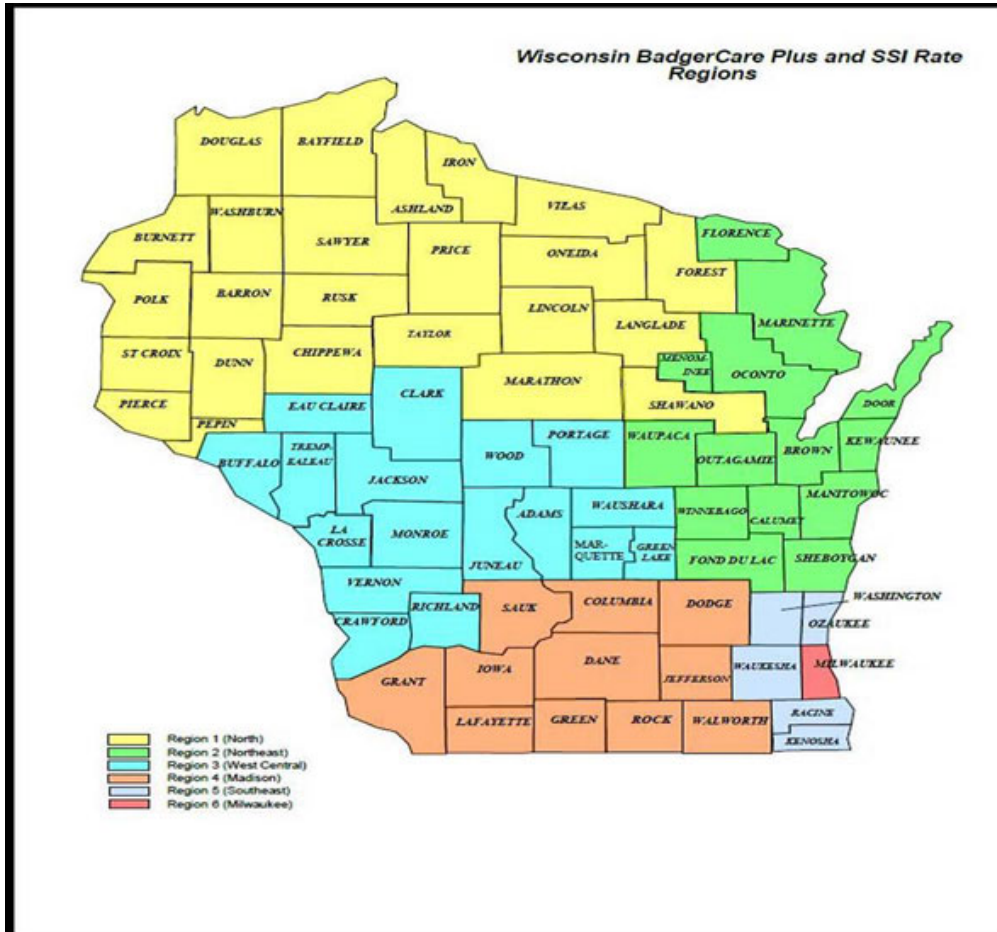 Wisconsin BadgerCare Plus and SSI Rate
Regions
DOUGLAS
BAYFIELD
IRON
ASHLAND
VILAS
WASHBURN
BURNETT
SAWYER
PRICE
ONEIDA
FLORENCE
FOREST
POLK
BARRON
RUSK
LINCOLN
LANGLADE
MARINETTE
TAYLOR
ST CROIX
DUNN
CHIPPEWA
MENOM-
INEE
OCONTO
MARATHON
CLARK
PIERCE
EAU CLAIRE
SHAWANO
DOOR
PEPIN
PORTAGE
WAUPACA
KEWAUNEE
BUFFALO
TREMP-
EALEAU
WOOD
OUTAGAMIE
BROWN
JACKSON
MANITOWOC
ADAMS
WAUSHARA
WINNEBAGO
CALUMET
LA
CROSSE
MONROE
JUNEAU
MAR-
QUETTE
GREEN
LAKE
FOND DU LAC
SHEBOYGAN
VERNON
RICHLAND
SAUK
COLUMBIA
DODGE
WASHINGTON
CRAWFORD
OZAUKEE
GRANT
IOWA
DANE
JEFFERSON
WAUKESHA
MILWAUKEE
LAFAYETTE
GREEN
ROCK
WALWORTH
RACINE
KENOSHA
Region 1 (North)
Region 2 (Northeast)
Region 3 (West Central)
Region 4 (Madison)
Region 5 (Southeast)
Region 6 (Milwaukee)